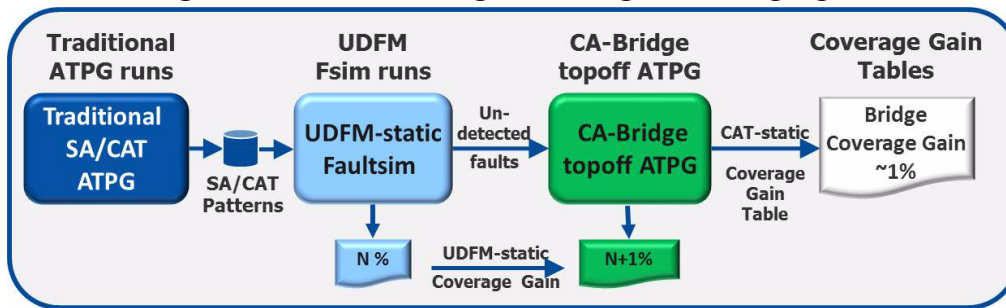 Traditional
ATPG runs
UDFM
Fsim runs
CA-Bridge
topoff ATPG
Coverage Gain
Tables
Traditional
SA/CAT
ATPG
SA/CAT
Patterns
UDFM-static
Faultsim
Un-
detected
faults
CA-Bridge
topoff ATPG
CAT-static
Coverage
Gain
Table
Bridge
Coverage Gain
~1%
N %
UDFM-static
Coverage Gain
N+1%